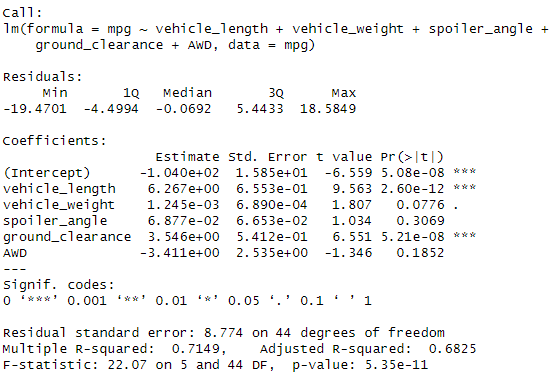 Call:
lm(formula = mpg ~ vehicle_length + vehicle_weight + spoiler_angle +
    ground_clearance + AWD, data = mpg)

Residuals:
     Min       1Q   Median       3Q      Max
-19.4701  -4.4994  -0.0692   5.4433  18.5849

Coefficients:
                   Estimate Std. Error t value Pr(>|t|)
(Intercept)      -1.040e+02  1.585e+01  -6.559 5.08e-08 ***
vehicle_length    6.267e+00  6.553e-01   9.563 2.60e-12 ***
vehicle_weight    1.245e-03  6.890e-04   1.807   0.0776 .
spoiler_angle     6.877e-02  6.653e-02   1.034   0.3069
ground_clearance  3.546e+00  5.412e-01   6.551 5.21e-08 ***
AWD              -3.411e+00  2.535e+00  -1.346   0.1852
---
Signif. codes:
0 ‘***’ 0.001 ‘**’ 0.01 ‘*’ 0.05 ‘.’ 0.1 ‘ ’ 1

Residual standard error: 8.774 on 44 degrees of freedom
Multiple R-squared:  0.7149,    Adjusted R-squared:  0.6825
F-statistic: 22.07 on 5 and 44 DF,  p-value: 5.35e-11